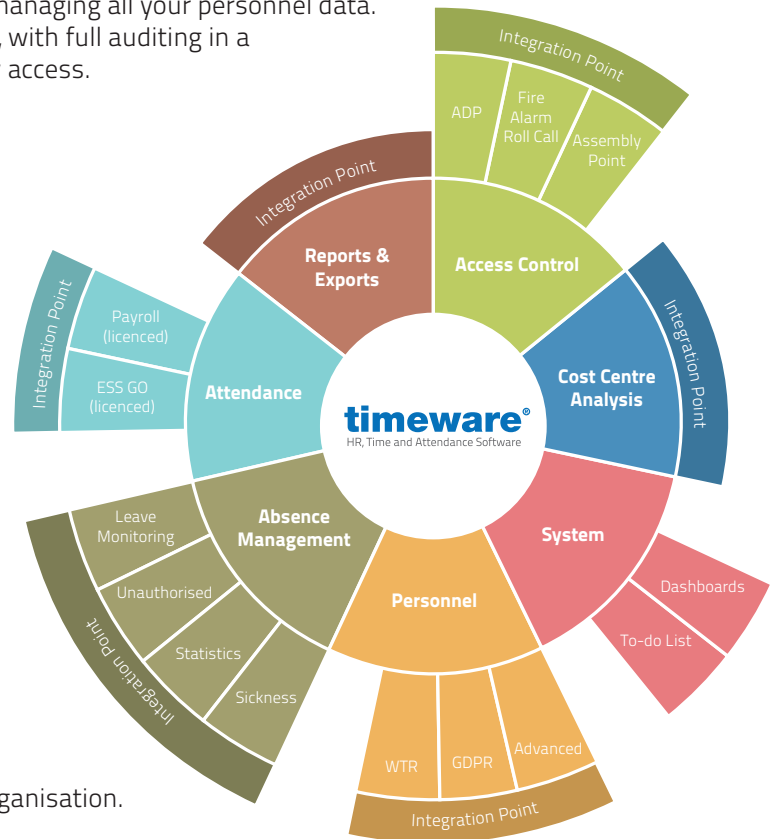 managing all your personnel data.
, with full auditing in a
access.
Integration Point
ADP
Fire
Alarm
Roll Call
Assembly
Point
Integration Point
Reports &
Exports
Access Control
Integration Point
Cost Centre
Analysis
Integration Point
Payroll
(licenced)
ESS GO
(licenced)
Attendance
timeware®
HR, Time and Attendance Software
System
Dashboards
To-do List
Absence
Management
Leave
Monitoring
Unauthorised
Statistics
Sickness
Integration Point
Personnel
WTR
GDPR
Advanced
Integration Point
ganisation.